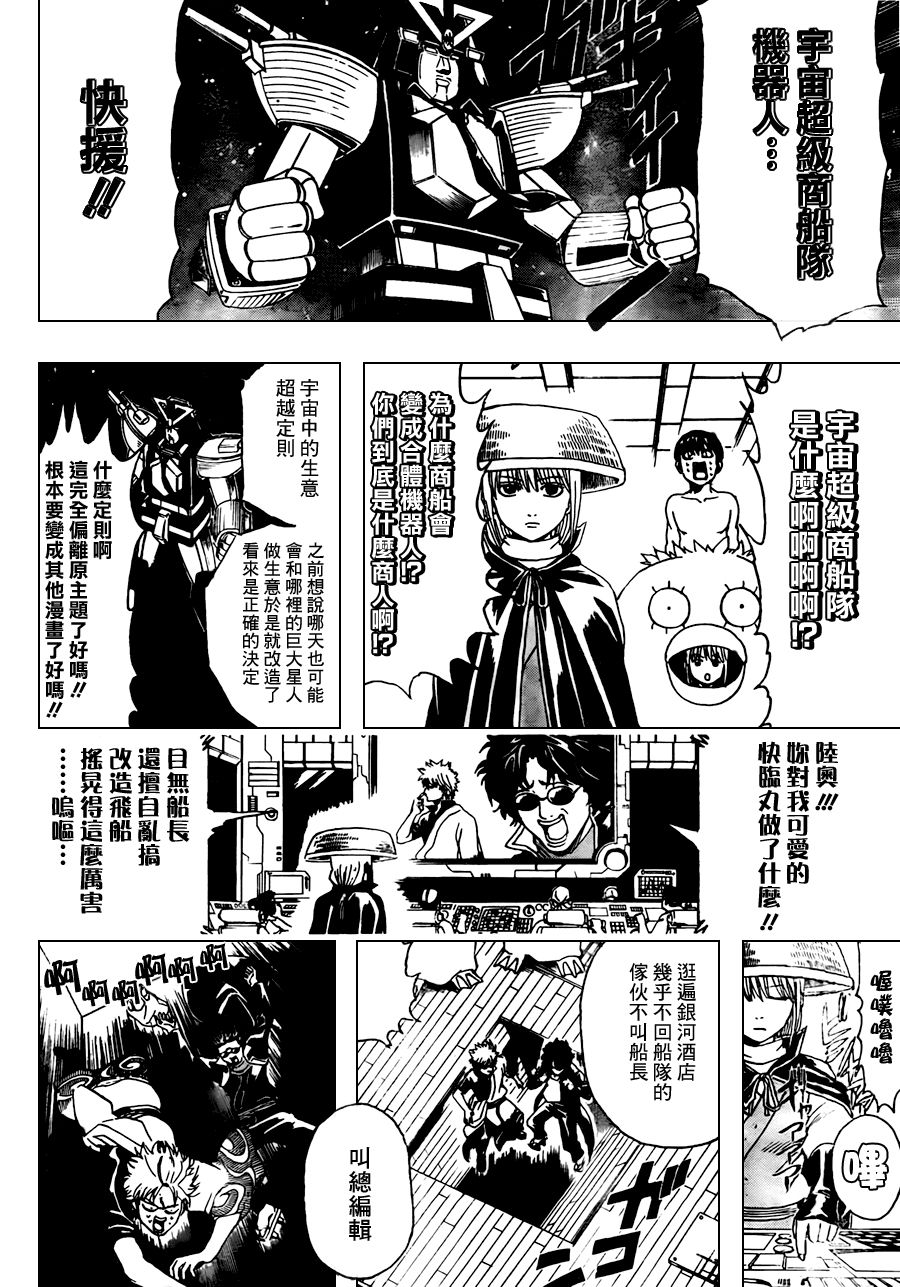 宇宙超級商船隊
機器人…
快援!!
宇宙超級商船隊
是什麼啊啊啊啊!?
為什麼商船會
變成合體機器人!?
你們到底是什麼商人啊!?
宇宙中的生意
超越定則
之前想說哪天也可能
會和哪裡的巨大星人
做生意於是就改造了
看來是正確的決定
什麼定則啊
這完全偏離原主題了好嗎!!
根本要變成其他漫畫了好嗎!!
陸奧!!!
妳對我可愛的
快臨丸做了什麼!!
目無船長
還擅自亂搞
改造飛船
搖晃得這麼厲害
……嗚嘔…
喔噗嚕嚕
嗶
逛遍銀河酒店
幾乎不回船隊的
傢伙不叫船長
叫總編輯
啊啊啊啊啊啊